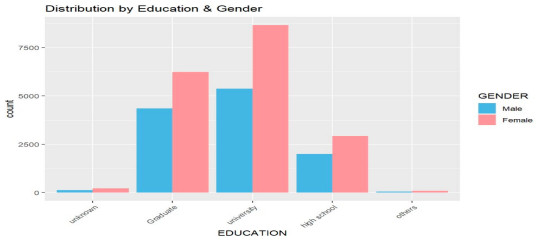 Distribution by Education & Gender
7500
5000
2500
0
count
unknown
Graduate
university
high school
others
EDUCATION
GENDER
Male
Female